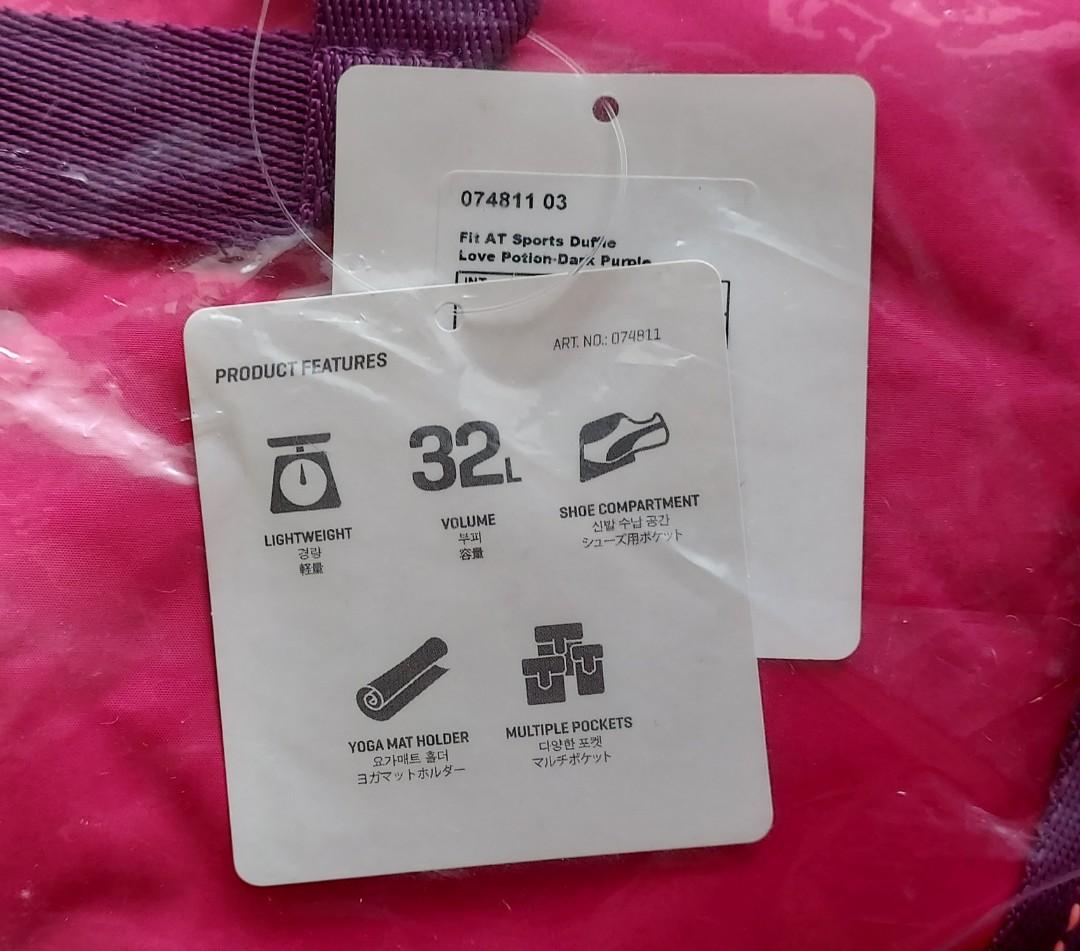 074811 03
Fit AT Sports Duffle
Love Potion-Dark Purple
INT
ART. NO.: 074811
PRODUCT FEATURES
LIGHTWEIGHT
경량
軽量
32L
VOLUME
부피
容量
SHOE COMPARTMENT
신발 수납 공간
シューズ用ポケット
YOGA MAT HOLDER
요가매트 홀더
ヨガマットホルダー
MULTIPLE POCKETS
다양한 포켓
マルチポケット